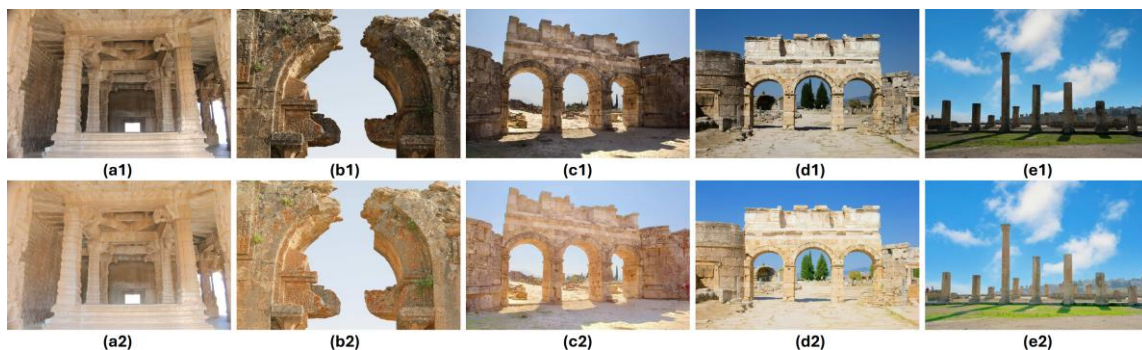 (a1) (b1) (c1) (d1) (e1)
(a2) (b2) (c2) (d2) (e2)